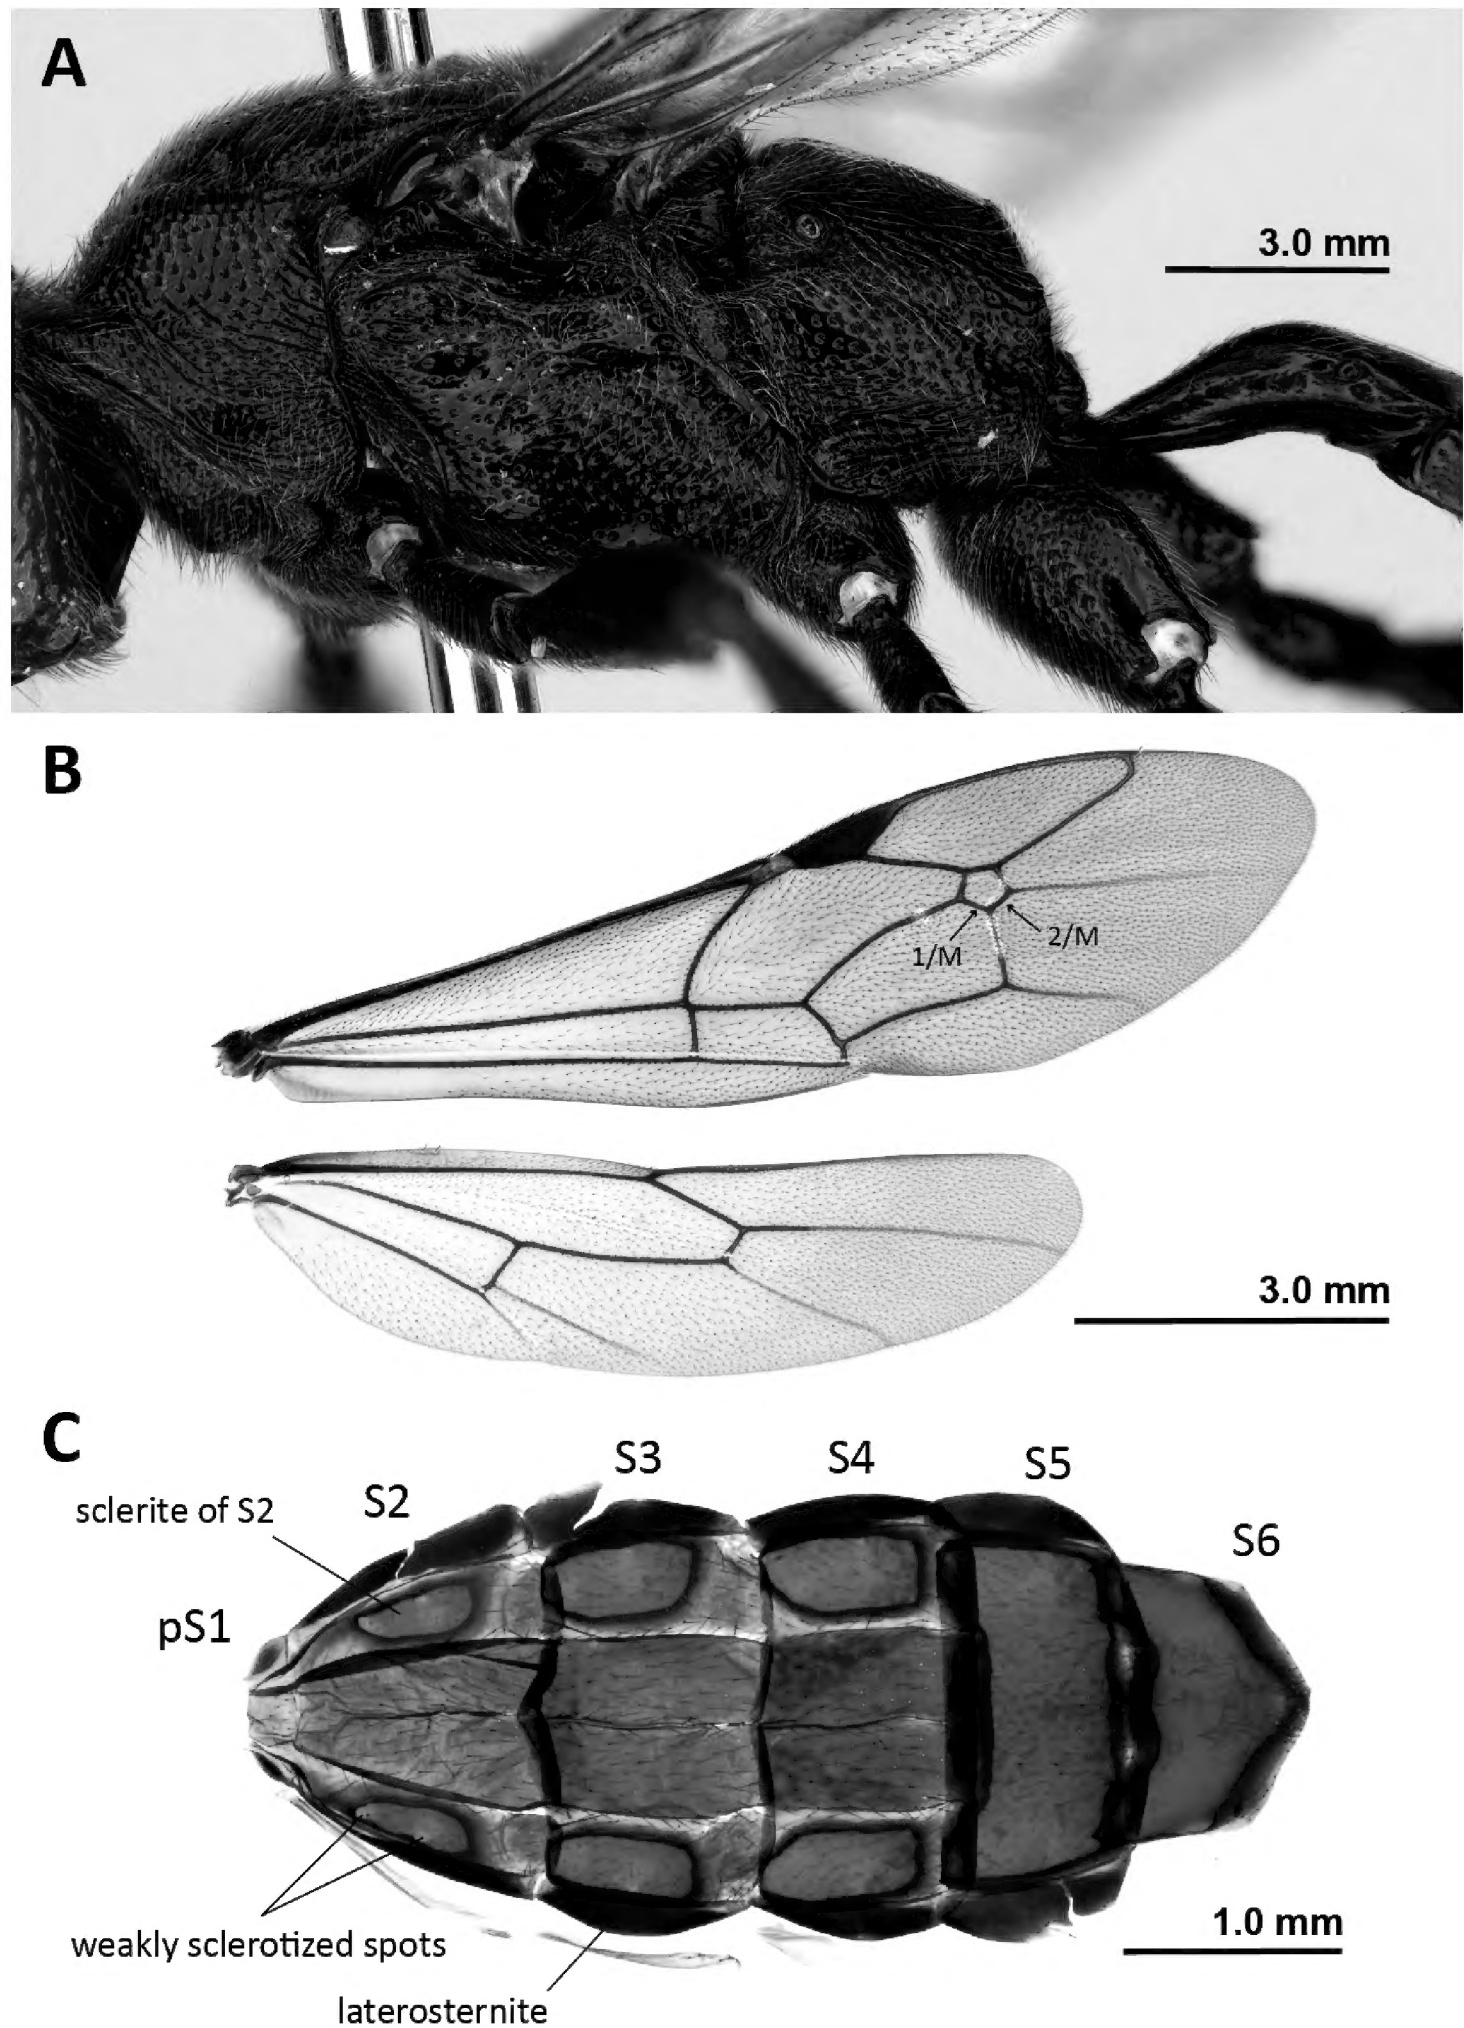 A
3.0 mm
B
1/M
2/M
3.0 mm
C
S3
S4
S5
S2
sclerite of S2
S6
pS1
1.0 mm
weakly sclerotized spots
laterosternite